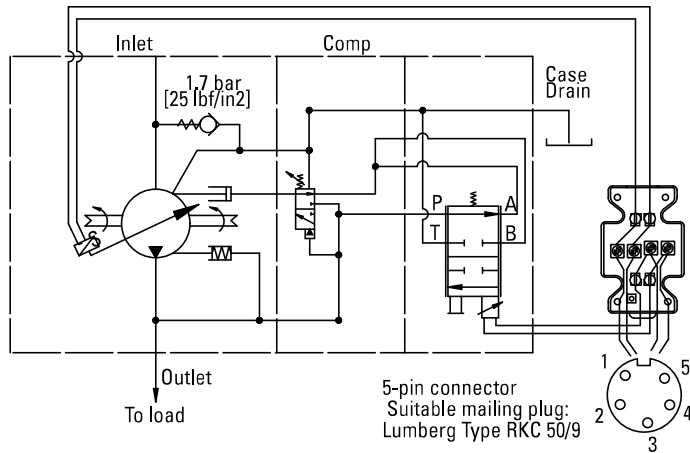 Inlet
Comp
1.7 bar
[25 lbf/in2]
Case
Drain
P
A
T
B
Outlet
To load
5-pin connector
Suitable mailing plug:
Lumberg Type RKC 50/9
1
5
2
4
3